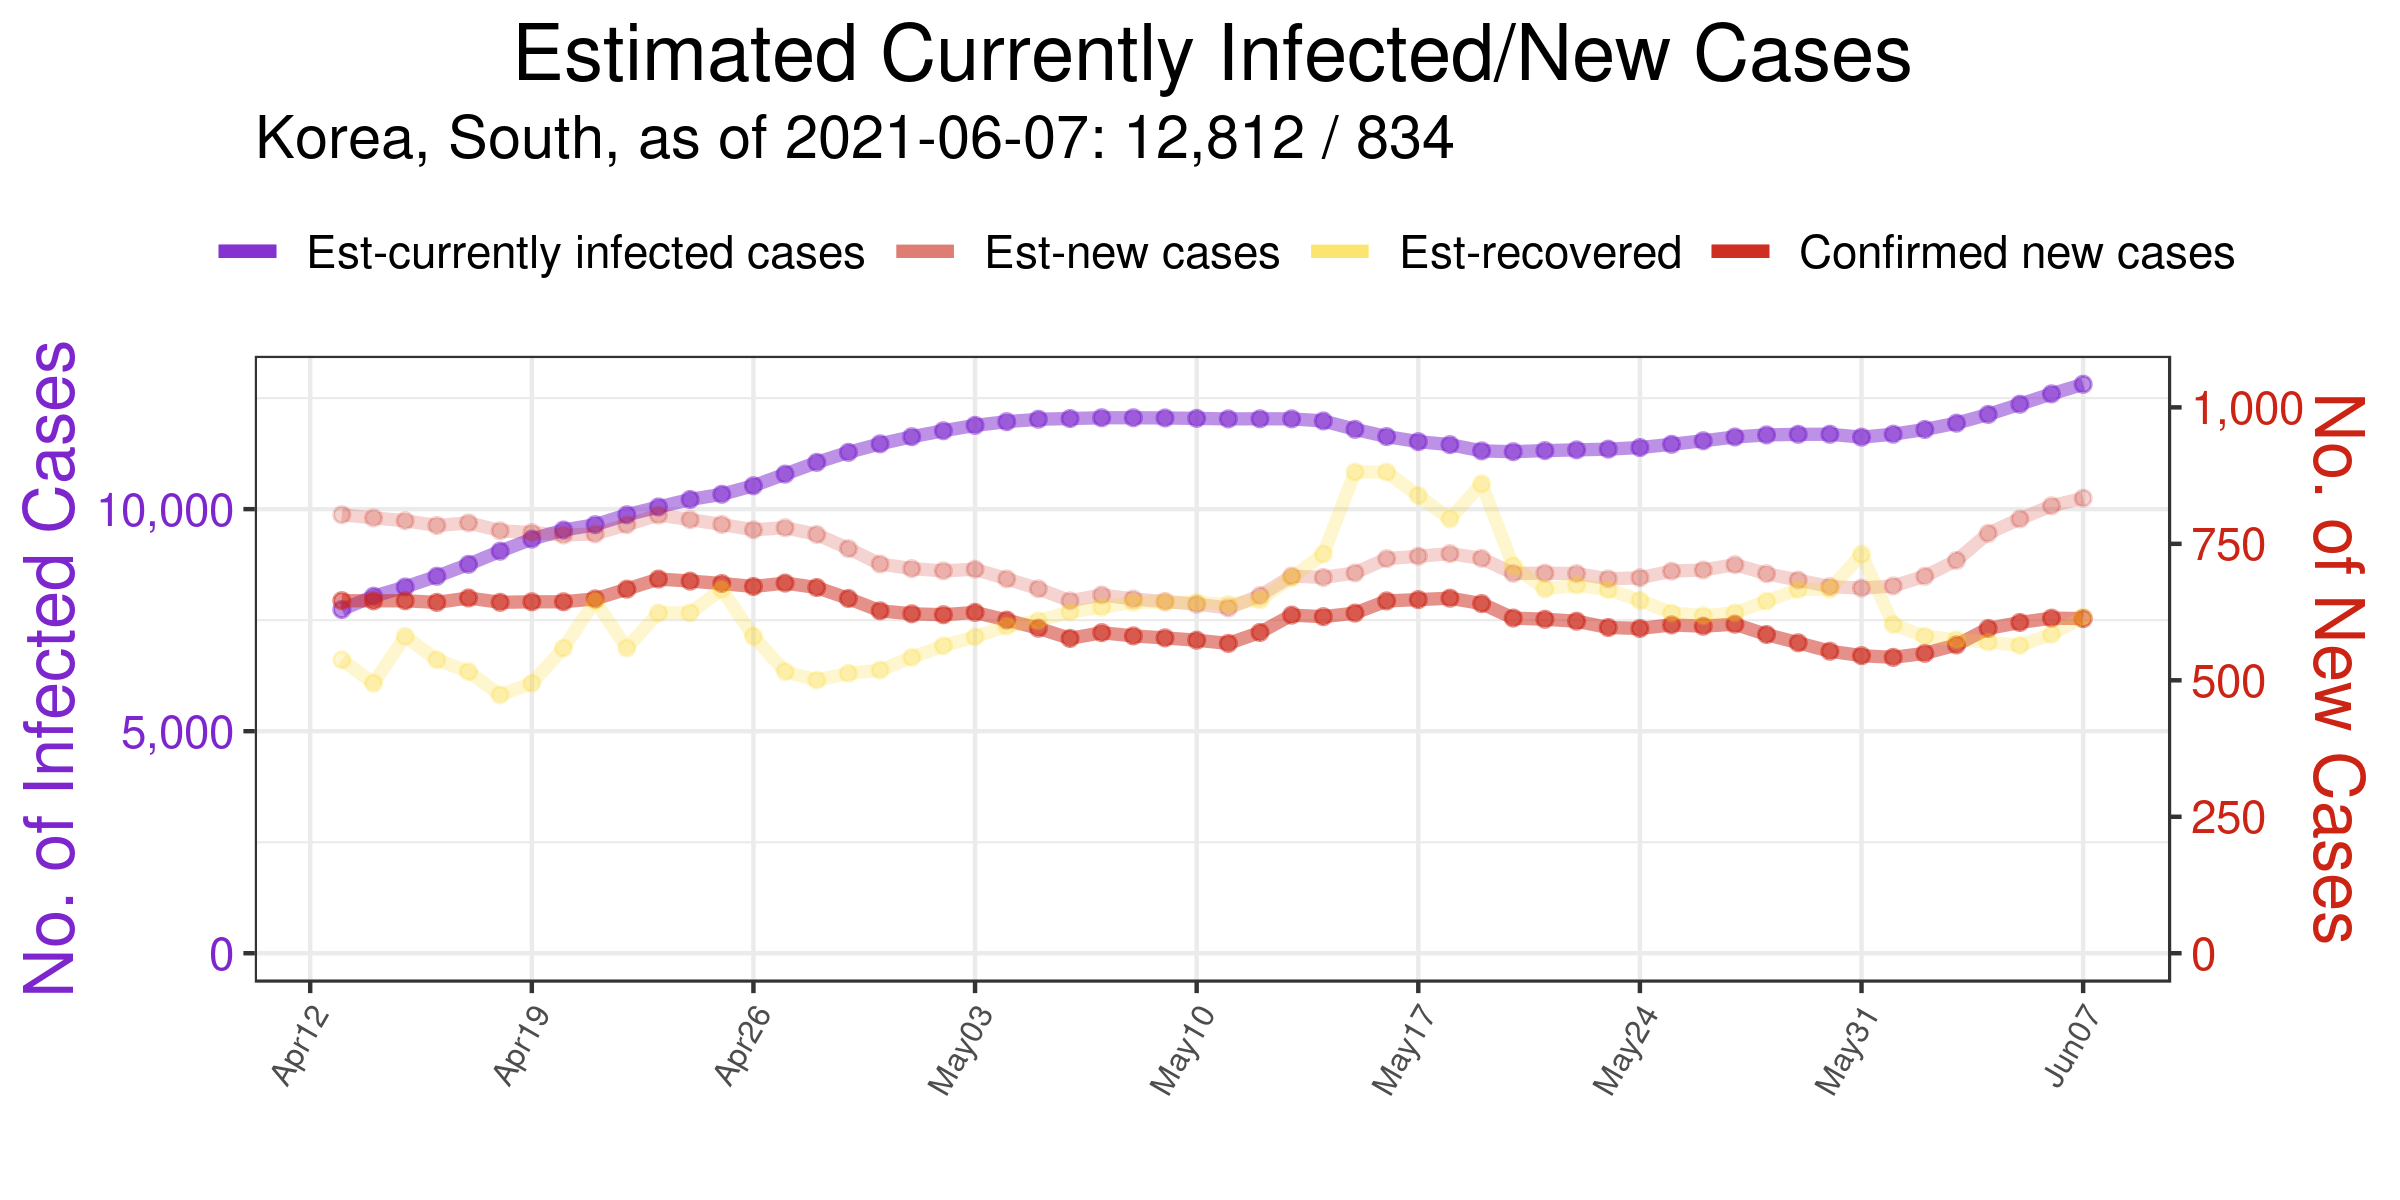 Estimated Currently Infected/New Cases
Korea, South, as of 2021-06-07: 12,812 / 834
Est-currently infected cases Est-new cases Est-recovered Confirmed new cases
No. of Infected Cases
10,000
5,000
0
1,000
750
500
250
0
No. of New Cases
Apr12 Apr19 Apr26 May03 May10 May17 May24 May31 Jun07